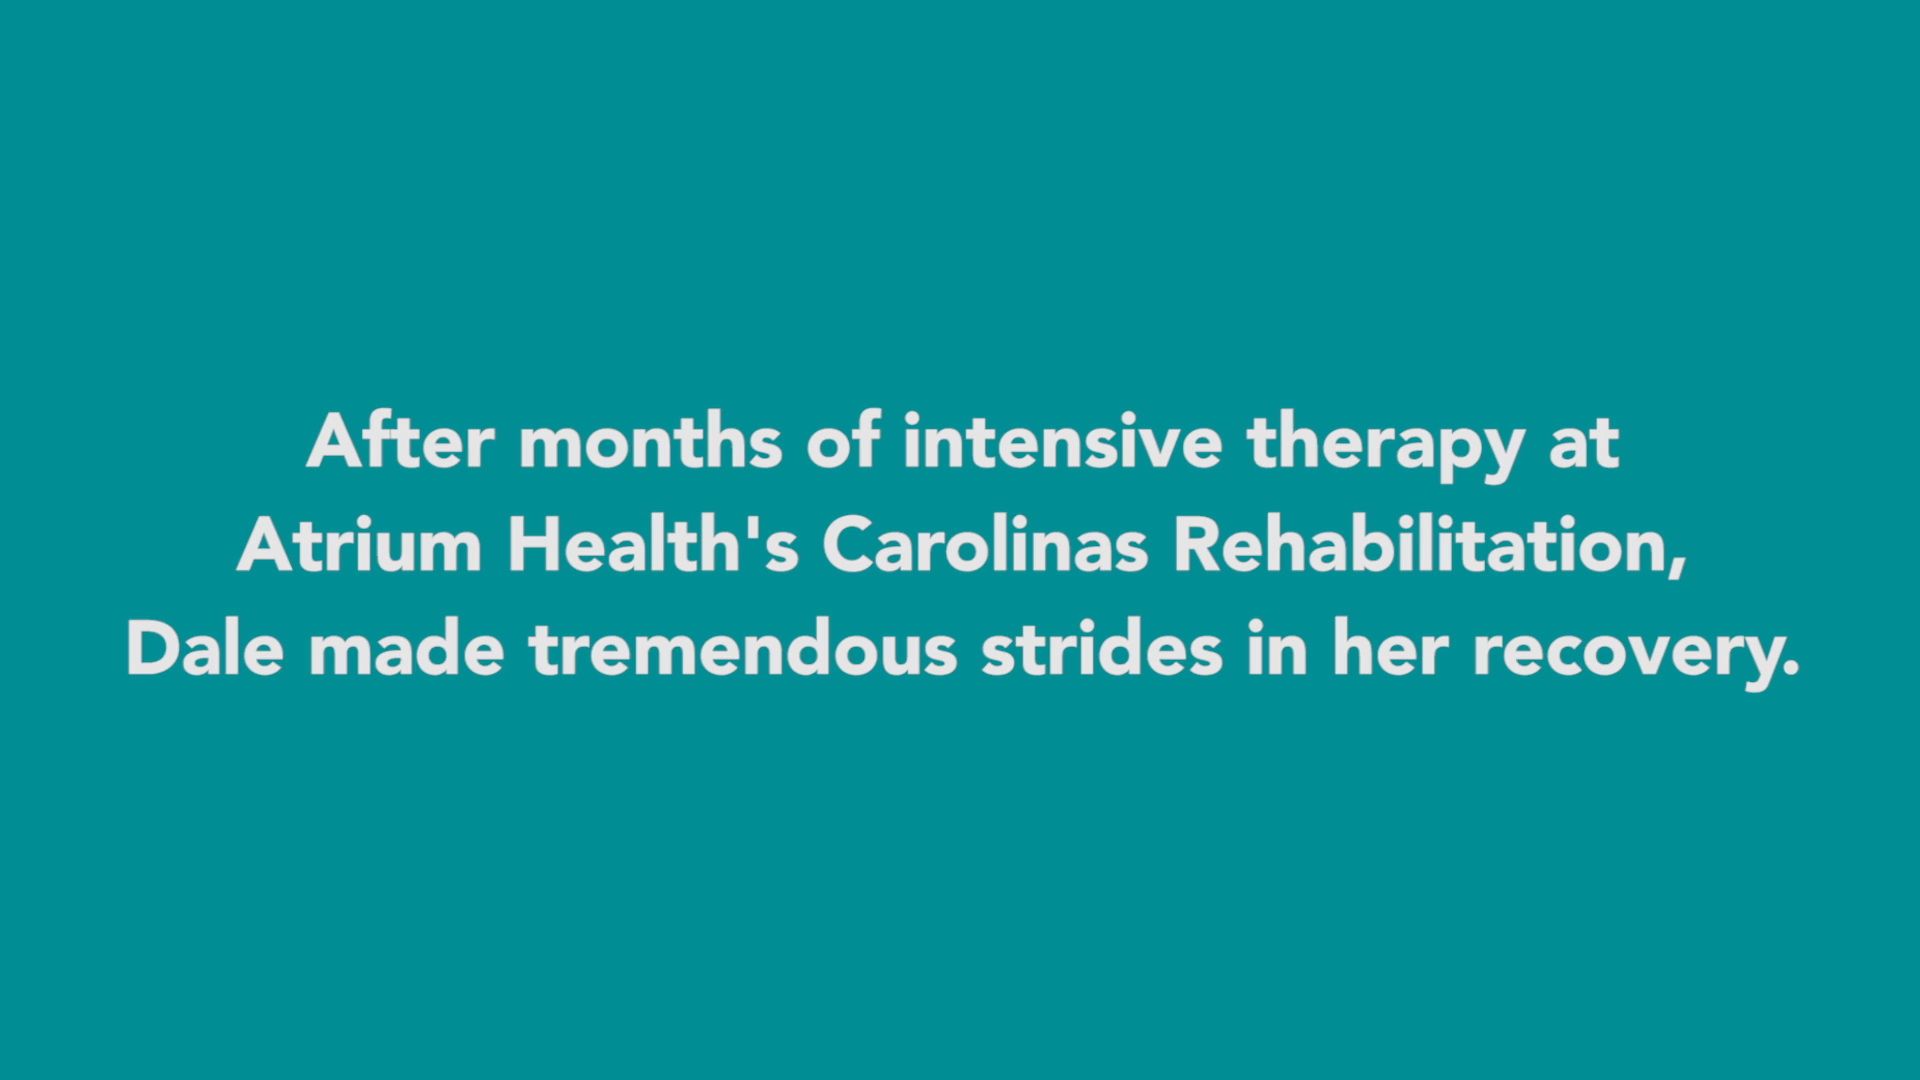 After months of intensive therapy at
Atrium Health's Carolinas Rehabilitation,
Dale made tremendous strides in her recovery.